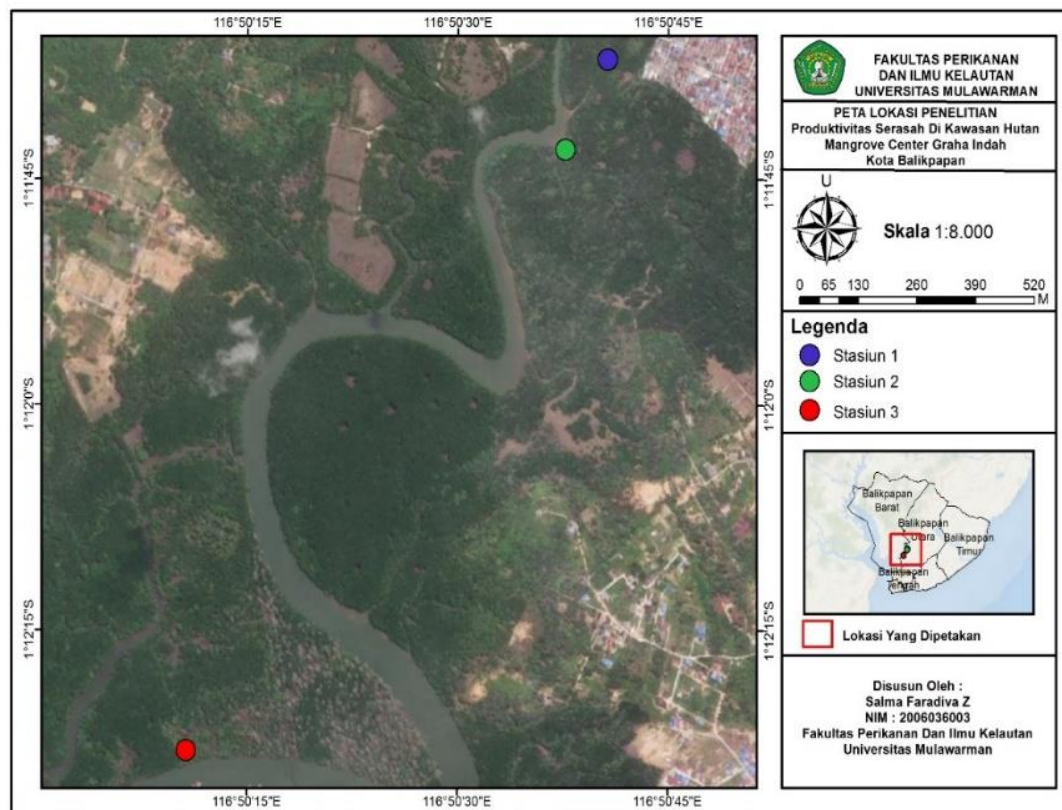 116°50'15"E
116°50'30"E
116°50'45"E
1°11'45"S
1°12'0"S
1°12'15"S
1°11'45"S
1°12'0"S
1°12'15"S
116°50'15"E
116°50'30"E
116°50'45"E
FAKULTAS PERIKANAN
DAN ILMU KELAUTAN
UNIVERSITAS MULAWARMAN
PETA LOKASI PENELITIAN
Produktivitas Serasah Di Kawasan Hutan
Mangrove Center Graha Indah
Kota Balikpapan
U
Skala 1:8.000
0 65 130 260 390 520
M
Legenda
Stasiun 1
Stasiun 2
Stasiun 3
Balikpapan
Barat
Balikpapan
Utara
Balikpapan
Timur
Balikpapan
Tengah
Lokasi Yang Dipetakan
Disusun Oleh :
Salma Faradiva Z
NIM : 2006036003
Fakultas Perikanan Dan Ilmu Kelautan
Universitas Mulawarman